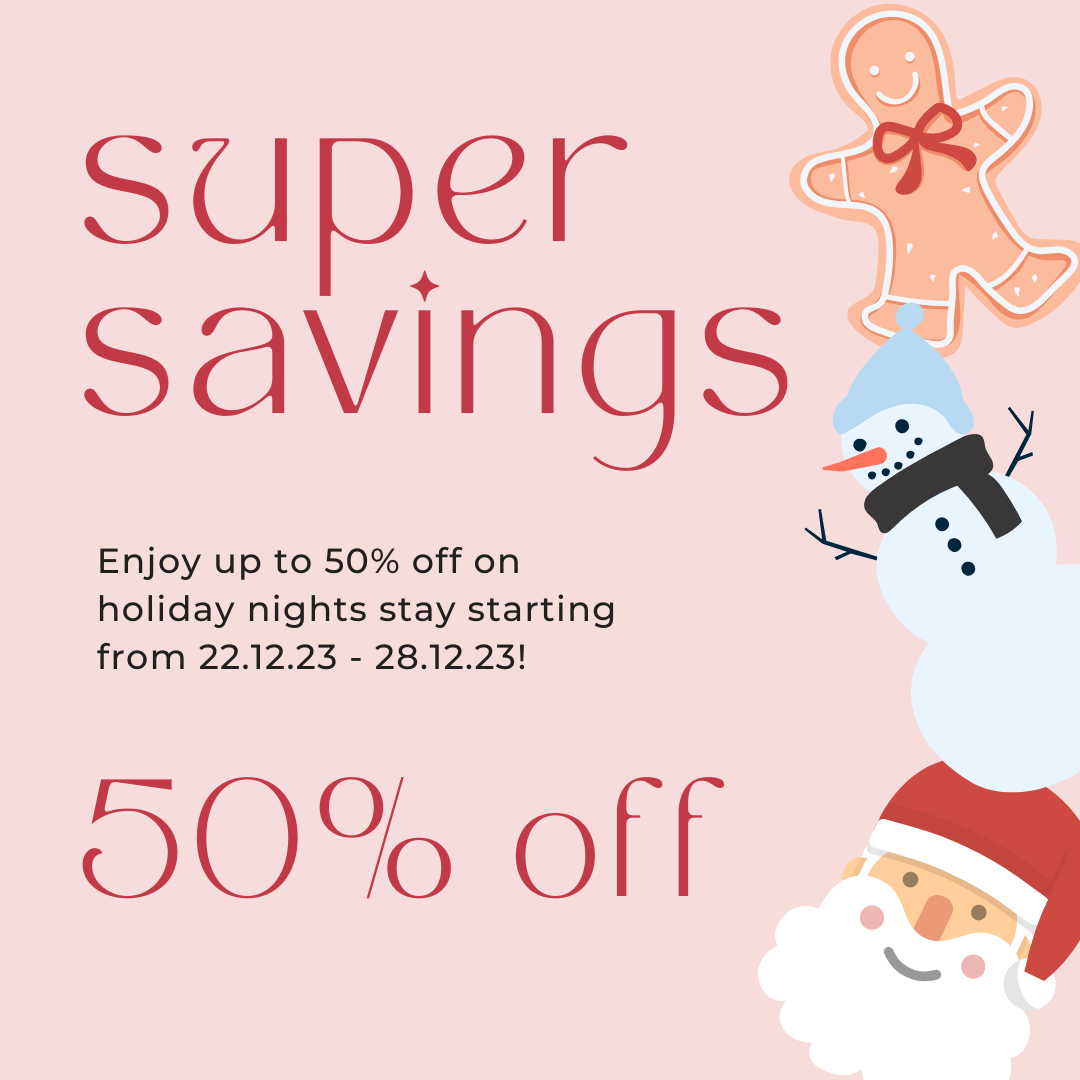 super
savings
Enjoy up to 50% off on
holiday nights stay starting
from 22.12.23 - 28.12.23!
50% off